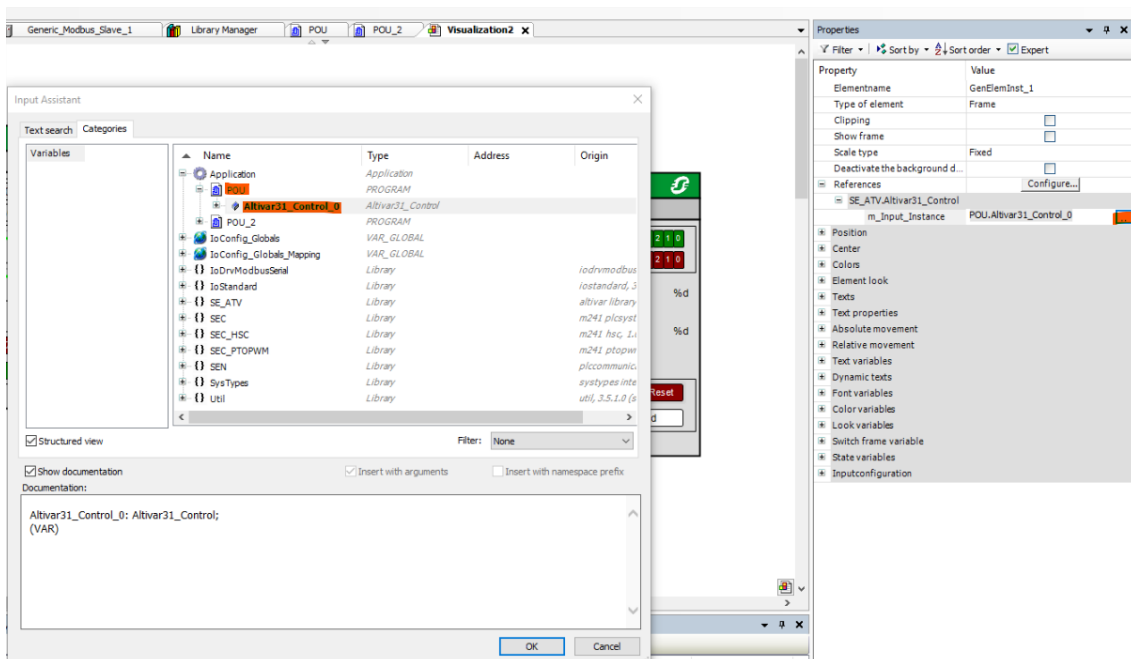 Generic_Modbus_Slave_1 Library Manager POU POU_2 Visualization2 X
Input Assistant
Text search Categories
Variables
Name Type Address Origin
Application Application
POU PROGRAM
Altivar31_Control_0 Altivar31_Control
POU_2 PROGRAM
IoConfig_Globals VAR_GLOBAL
IoConfig_Globals_Mapping VAR_GLOBAL
IoDrvModbusSerial Library iodrvmodbus
IoStandard Library iostandard, 3
SE_ATV Library altivar library
SEC Library m241 plcsyst
SEC_HSC Library m241 hsc, 1.
SEC_PTOPWM Library m241 ptopwr
SEN Library plccommunic
SysTypes Library systypes inte
Util Library util, 3.5.1.0 (s
Structured view
Filter: None
Show documentation Insert with arguments Insert with namespace prefix
Documentation:
Altivar31_Control_0: Altivar31_Control;
(VAR)
OK Cancel
2 1 0
2 1 0
%d
%d
Reset
d
Properties
Filter Sort by Sort order Expert
Property Value
Elementname GenElemInst_1
Type of element Frame
Clipping
Show frame
Scale type Fixed
Deactivate the background d...
References Configure...
SE_ATV.Altivar31_Control
m_Input_Instance POU.Altivar31_Control_0 ...
Position
Center
Colors
Element look
Texts
Text properties
Absolute movement
Relative movement
Text variables
Dynamic texts
Font variables
Color variables
Look variables
Switch frame variable
State variables
Inputconfiguration